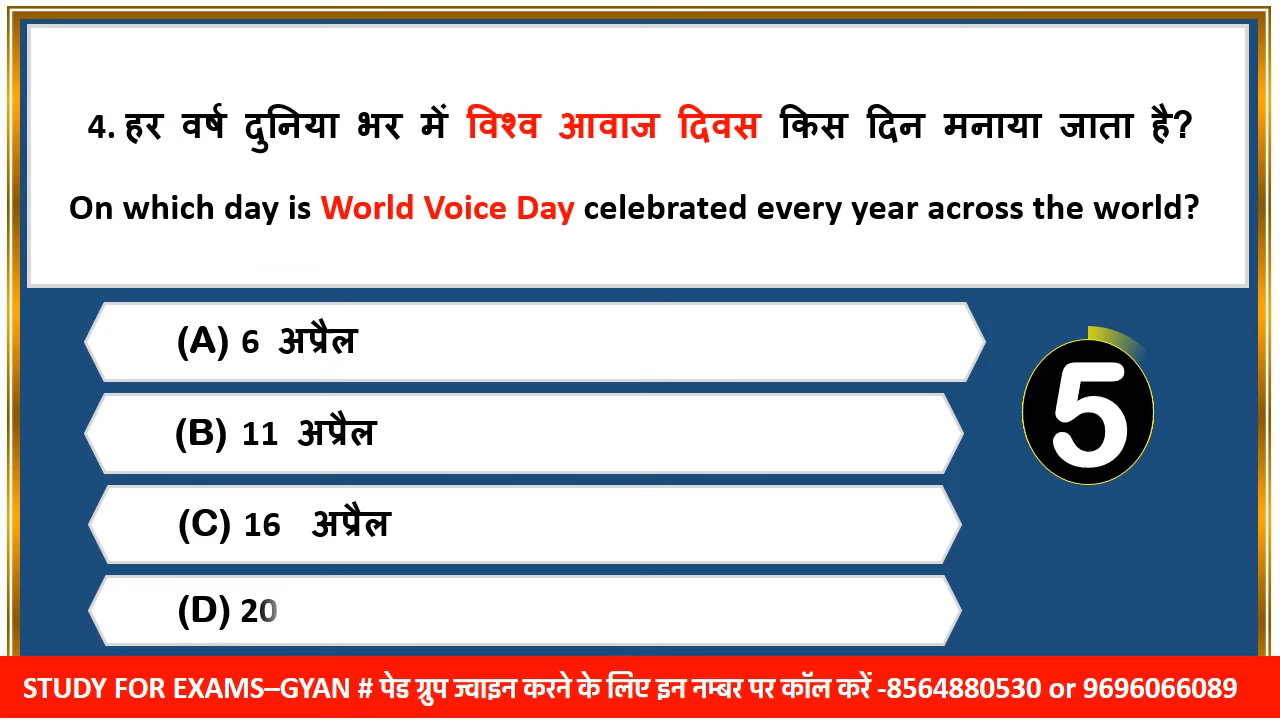 4. हर वर्ष दुनिया भर में विश्व आवाज दिवस किस दिन मनाया जाता है?
On which day is World Voice Day celebrated every year across the world?
(A) 6 अप्रैल
(B) 11 अप्रैल
5
(C) 16 अप्रैल
(D) 20
STUDY FOR EXAMS–GYAN # पेड ग्रुप ज्वाइन करने के लिए इन नम्बर पर कॉल करें -8564880530 or 9696066089